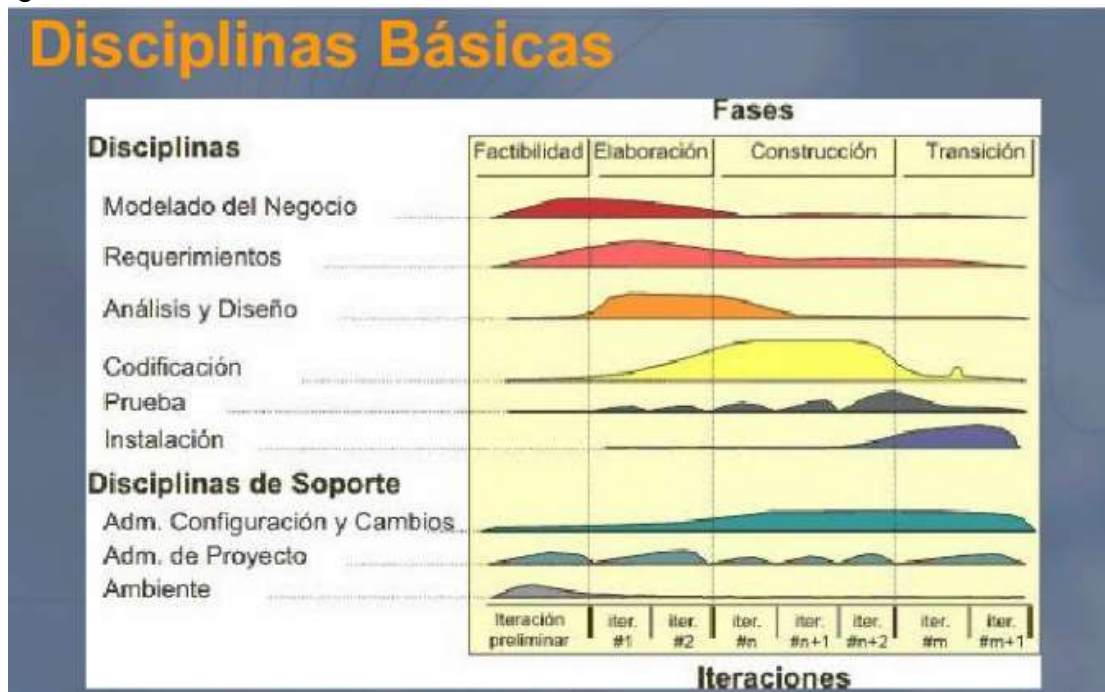 Disciplinas Básicas
Fases
Disciplinas
Factibilidad Elaboración Construcción Transición
Modelado del Negocio
Requerimientos
Análisis y Diseño
Codificación
Prueba
Instalación
Disciplinas de Soporte
Adm. Configuración y Cambios
Adm. de Proyecto
Ambiente
Iteración preliminar
iter. #1
iter. #2
iter. #n
iter. #n+1
iter. #n+2
iter. #m
iter. #m+1
Iteraciones